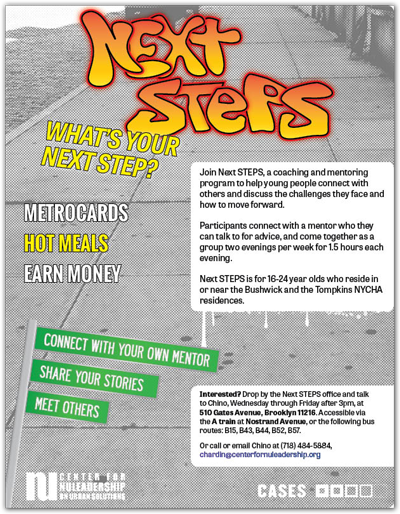 NEXT
STEPS
WHAT'S YOUR
NEXT STEP?
METROCARDS
HOT MEALS
EARN MONEY
Join Next STEPS, a coaching and mentoring
program to help young people connect with
others and discuss the challenges they face and
how to move forward.
Participants connect with a mentor who they
can talk to for advice, and come together as a
group two evenings per week for 1.5 hours each
evening.
Next STEPS is for 16-24 year olds who reside in
or near the Bushwick and the Tompkins NYCHA
residences.
CONNECT WITH YOUR OWN MENTOR
SHARE YOUR STORIES
MEET OTHERS
Interested? Drop by the Next STEPS office and talk
to Chino, Wednesday through Friday after 3pm, at
510 Gates Avenue, Brooklyn 11216. Accessible via
the A train at Nostrand Avenue, or the following bus
routes: B15, B43, B44, B52, B57.
Or call or email Chino at (718) 484-5884,
chardin@centerfornuleadership.org
nu CENTER FOR
NULEADERSHIP
ON URBAN SOLUTIONS
CASES